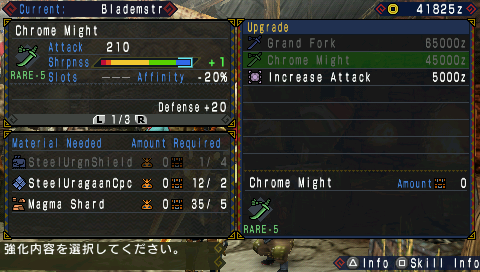 Current: Blademstr
41825z
Chrome Might
Attack 210
Shrpnss +1
RARE-5 Slots --- Affinity -20%
Defense+20
L 1/3 R
Material Needed Amount Required
SteelUrgnShield 0 1/ 4
SteelUragaanCpc 0 12/ 2
Magma Shard 0 35/ 5
Upgrade
Grand Fork 65000z
Chrome Might 45000z
Increase Attack 5000z
Chrome Might Amount 0
RARE-5
強化内容を選択してください。
Info Skill Info